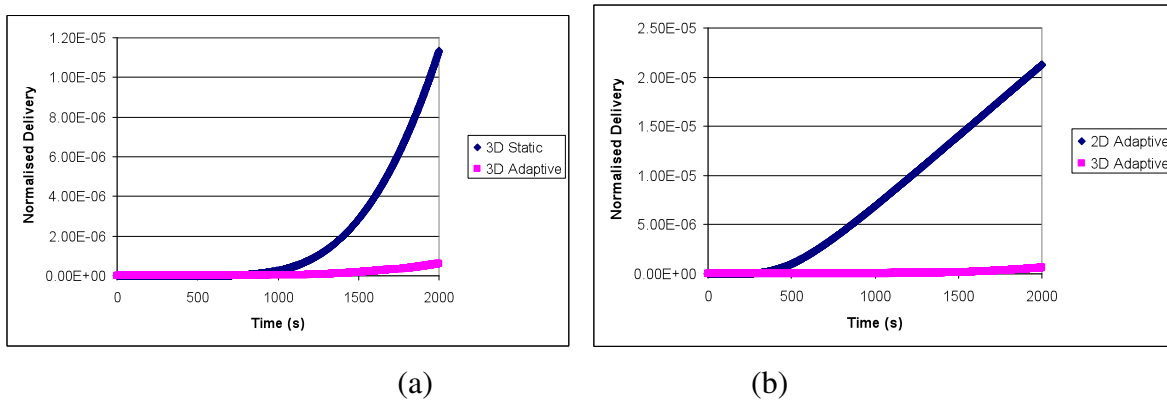 1.20E-05
1.00E-05
8.00E-06
6.00E-06
4.00E-06
2.00E-06
0.00E+00
Normalised Delivery
0 500 1000 1500 2000
Time (s)
3D Static
3D Adaptive
(a)
2.50E-05
2.00E-05
1.50E-05
1.00E-05
5.00E-06
0.00E+00
Normalised Delivery
0 500 1000 1500 2000
Time (s)
2D Adaptive
3D Adaptive
(b)